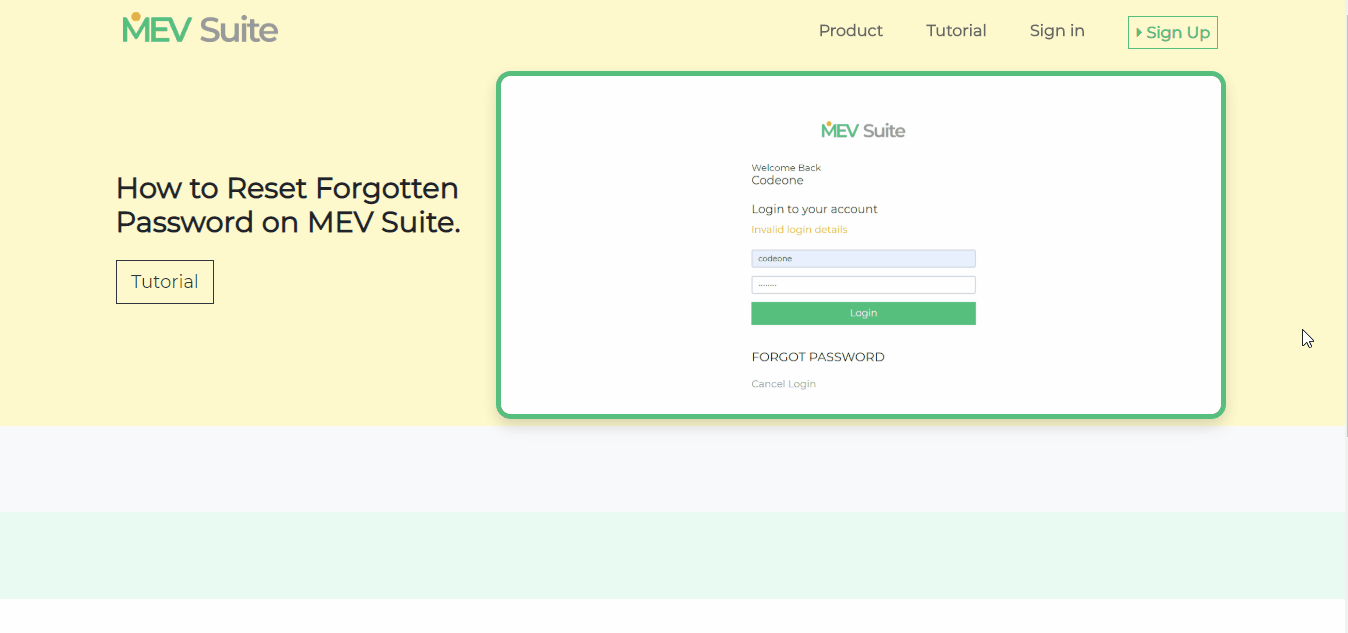 MEV Suite
Product
Tutorial
Sign in
Sign Up
How to Reset Forgotten
Password on MEV Suite.
Tutorial
MEV Suite
Welcome Back
Codeone
Login to your account
Invalid login details
codeone
Login
FORGOT PASSWORD
Cancel Login